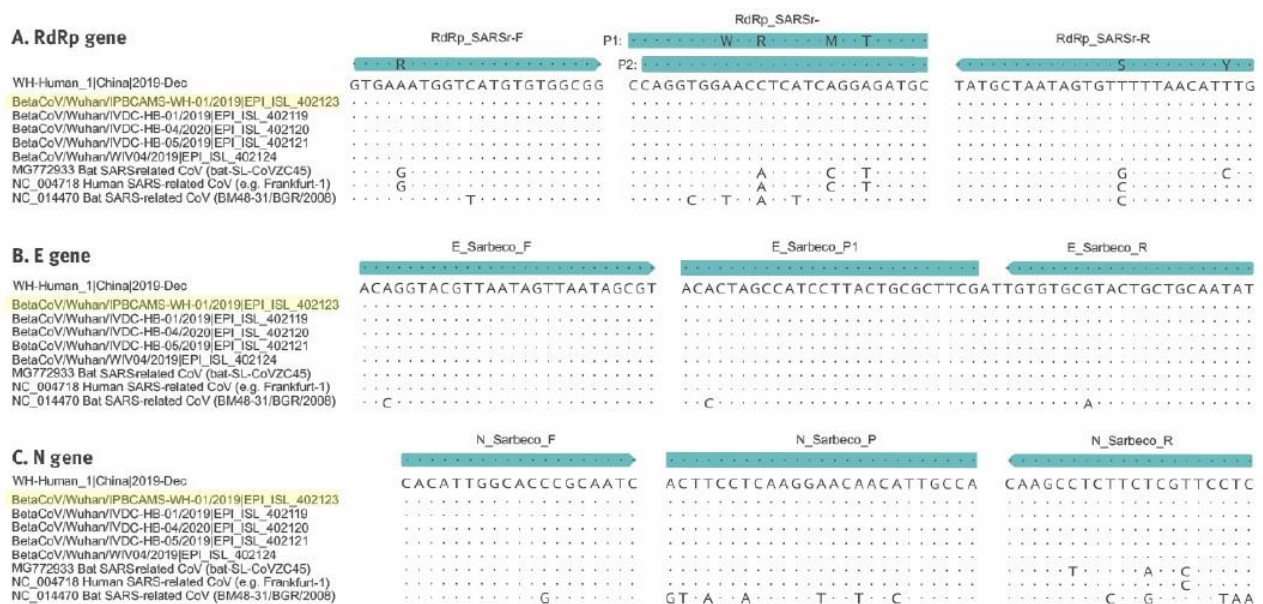 RdRp_SARSr-
A. RdRp gene RdRp_SARSr-F P1: W R M T RdRp_SARSr-R
R P2: S Y
WH-Human_1|China|2019-Dec GTGAAATGGTCATGTGTGGCGG CCAGGTGGAACCTCATCAGGAGATGC TATGCTAATAGTGTTTTTAACATTTG
BetaCoV/Wuhan/IPBCAMS-WH-01/2019|EPI_ISL_402123
BetaCoV/Wuhan/IVDC-HB-01/2019|EPI_ISL_402119
BetaCoV/Wuhan/IVDC-HB-04/2020|EPI_ISL_402120
BetaCoV/Wuhan/IVDC-HB-05/2019|EPI_ISL_402121
BetaCoV/Wuhan/WIV04/2019|EPI_ISL_402124
MG772933 Bat SARSrelated CoV (bat-SL-CoVZC45) G A C T G C
NC_004718 Human SARS-related CoV (e.g. Frankfurt-1) G A C T C
NC_014470 Bat SARS-related CoV (BM48-31/BGR/2008) T C T A T C
B. E gene E_Sarbeco_F E_Sarbeco_P1 E_Sarbeco_R
WH-Human_1|China|2019-Dec ACAGGTACGTTAATAGTTAATAGCGT ACACTAGCCATCCTTACTGCGCTTCGATTGTGTGCGTACTGCTGCAATAT
BetaCoV/Wuhan/IPBCAMS-WH-01/2019|EPI_ISL_402123
BetaCoV/Wuhan/IVDC-HB-01/2019|EPI_ISL_402119
BetaCoV/Wuhan/IVDC-HB-04/2020|EPI_ISL_402120
BetaCoV/Wuhan/IVDC-HB-05/2019|EPI_ISL_402121
BetaCoV/Wuhan/WIV04/2019|EPI_ISL_402124
MG772933 Bat SARSrelated CoV (bat-SL-CoVZC45)
NC_004718 Human SARS-related CoV (e.g. Frankfurt-1)
NC_014470 Bat SARS-related CoV (BM48-31/BGR/2008) C C A
C. N gene N_Sarbeco_F N_Sarbeco_P N_Sarbeco_R
WH-Human_1|China|2019-Dec CACATTGGCACCCGCAATC ACTTCCTCAAGGAACAACATTGCCA CAAGCCTCTTCTCGTTCCTC
BetaCoV/Wuhan/IPBCAMS-WH-01/2019|EPI_ISL_402123
BetaCoV/Wuhan/IVDC-HB-01/2019|EPI_ISL_402119
BetaCoV/Wuhan/IVDC-HB-04/2020|EPI_ISL_402120
BetaCoV/Wuhan/IVDC-HB-05/2019|EPI_ISL_402121
BetaCoV/Wuhan/WIV04/2019|EPI_ISL_402124
MG772933 Bat SARSrelated CoV (bat-SL-CoVZC45) T A C
NC_004718 Human SARS-related CoV (e.g. Frankfurt-1) C
NC_014470 Bat SARS-related CoV (BM48-31/BGR/2008) G GT A A T T C C G TAA